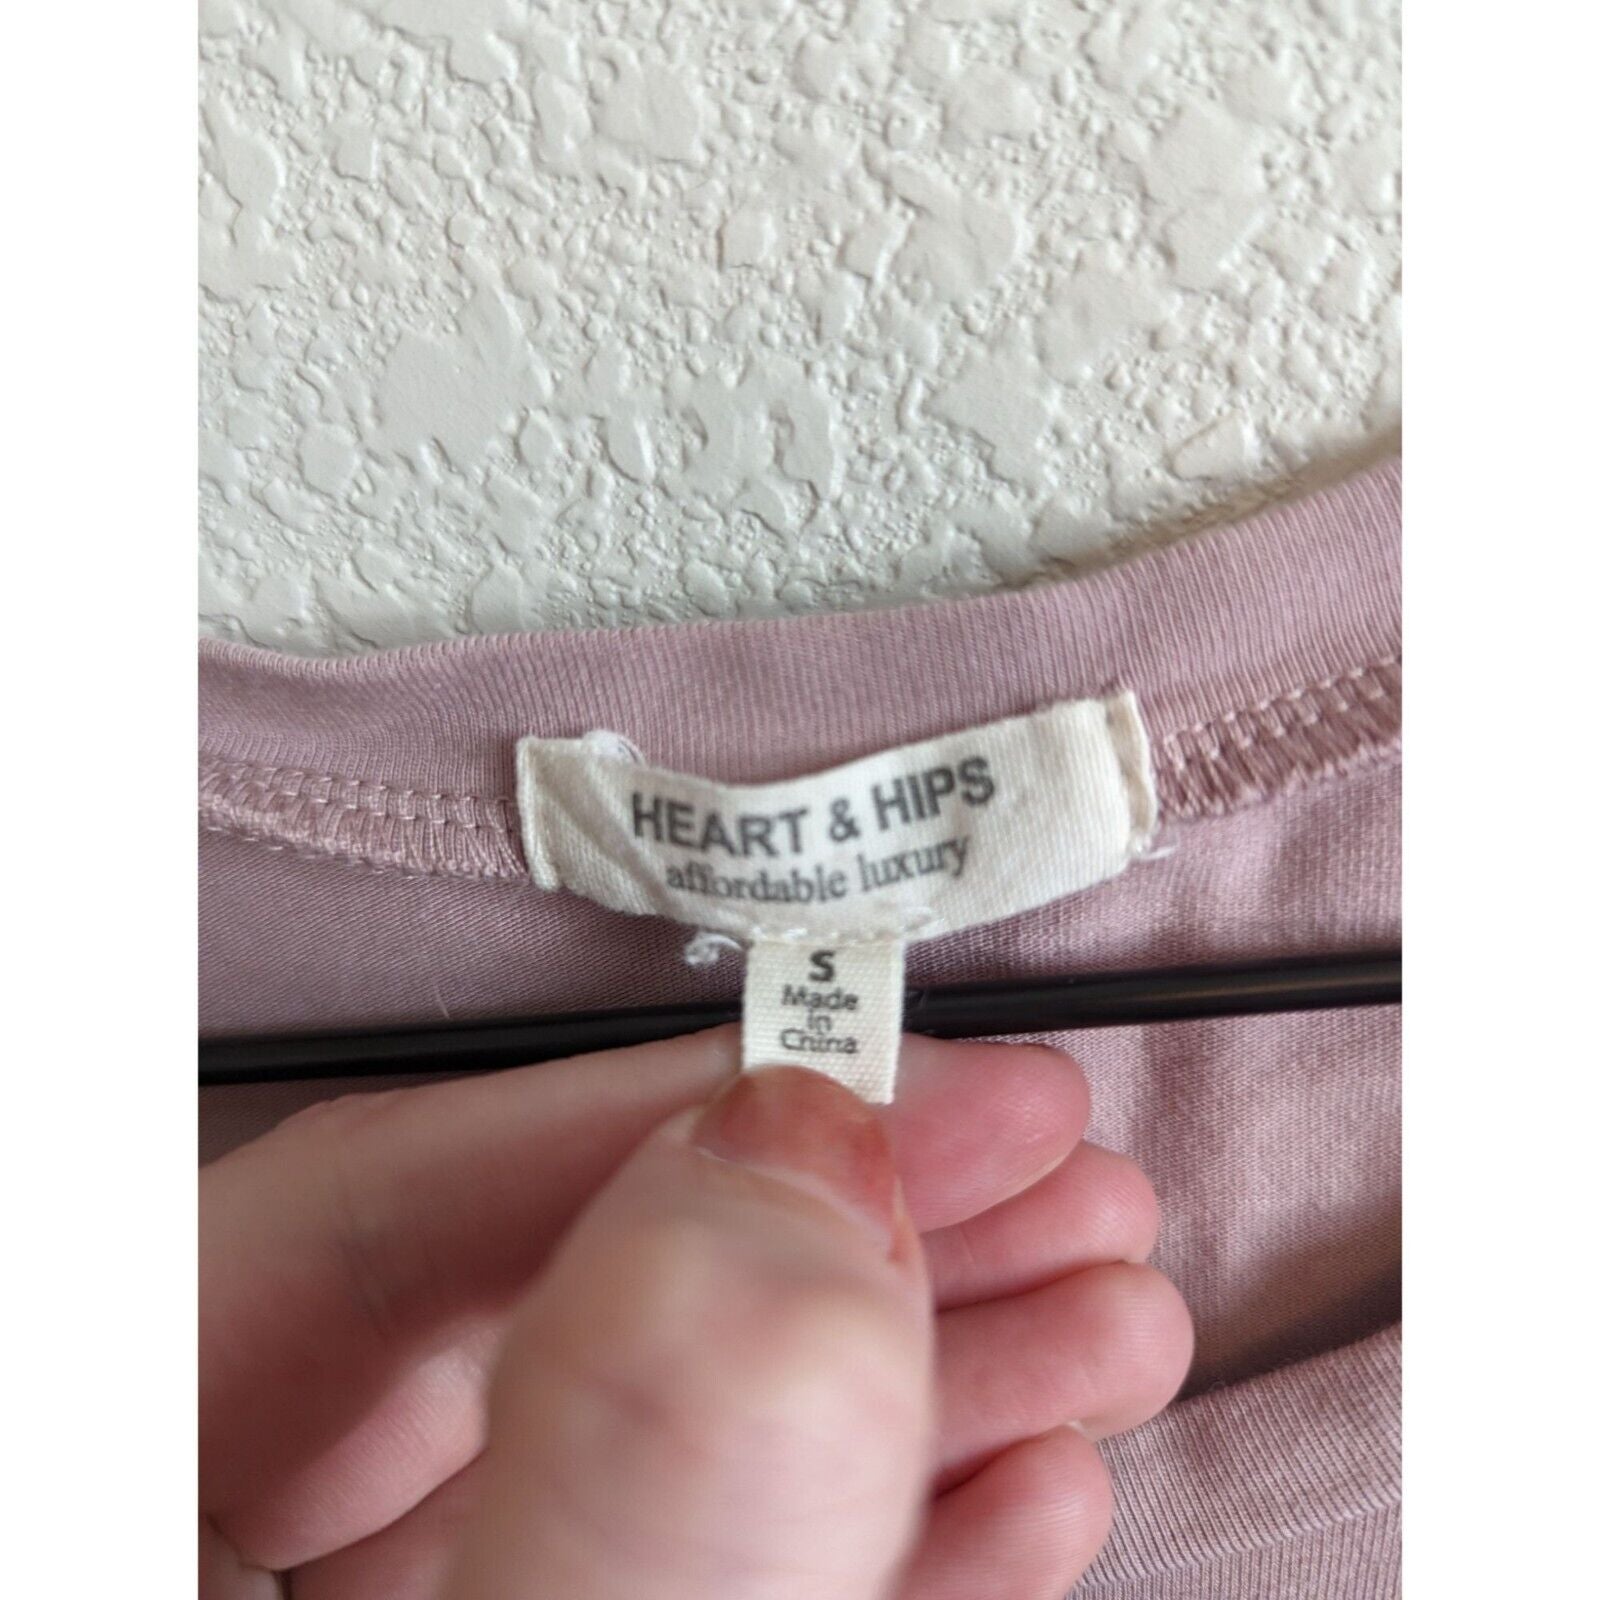 HEART & HIPS
affordable luxury
S
Made
in
China